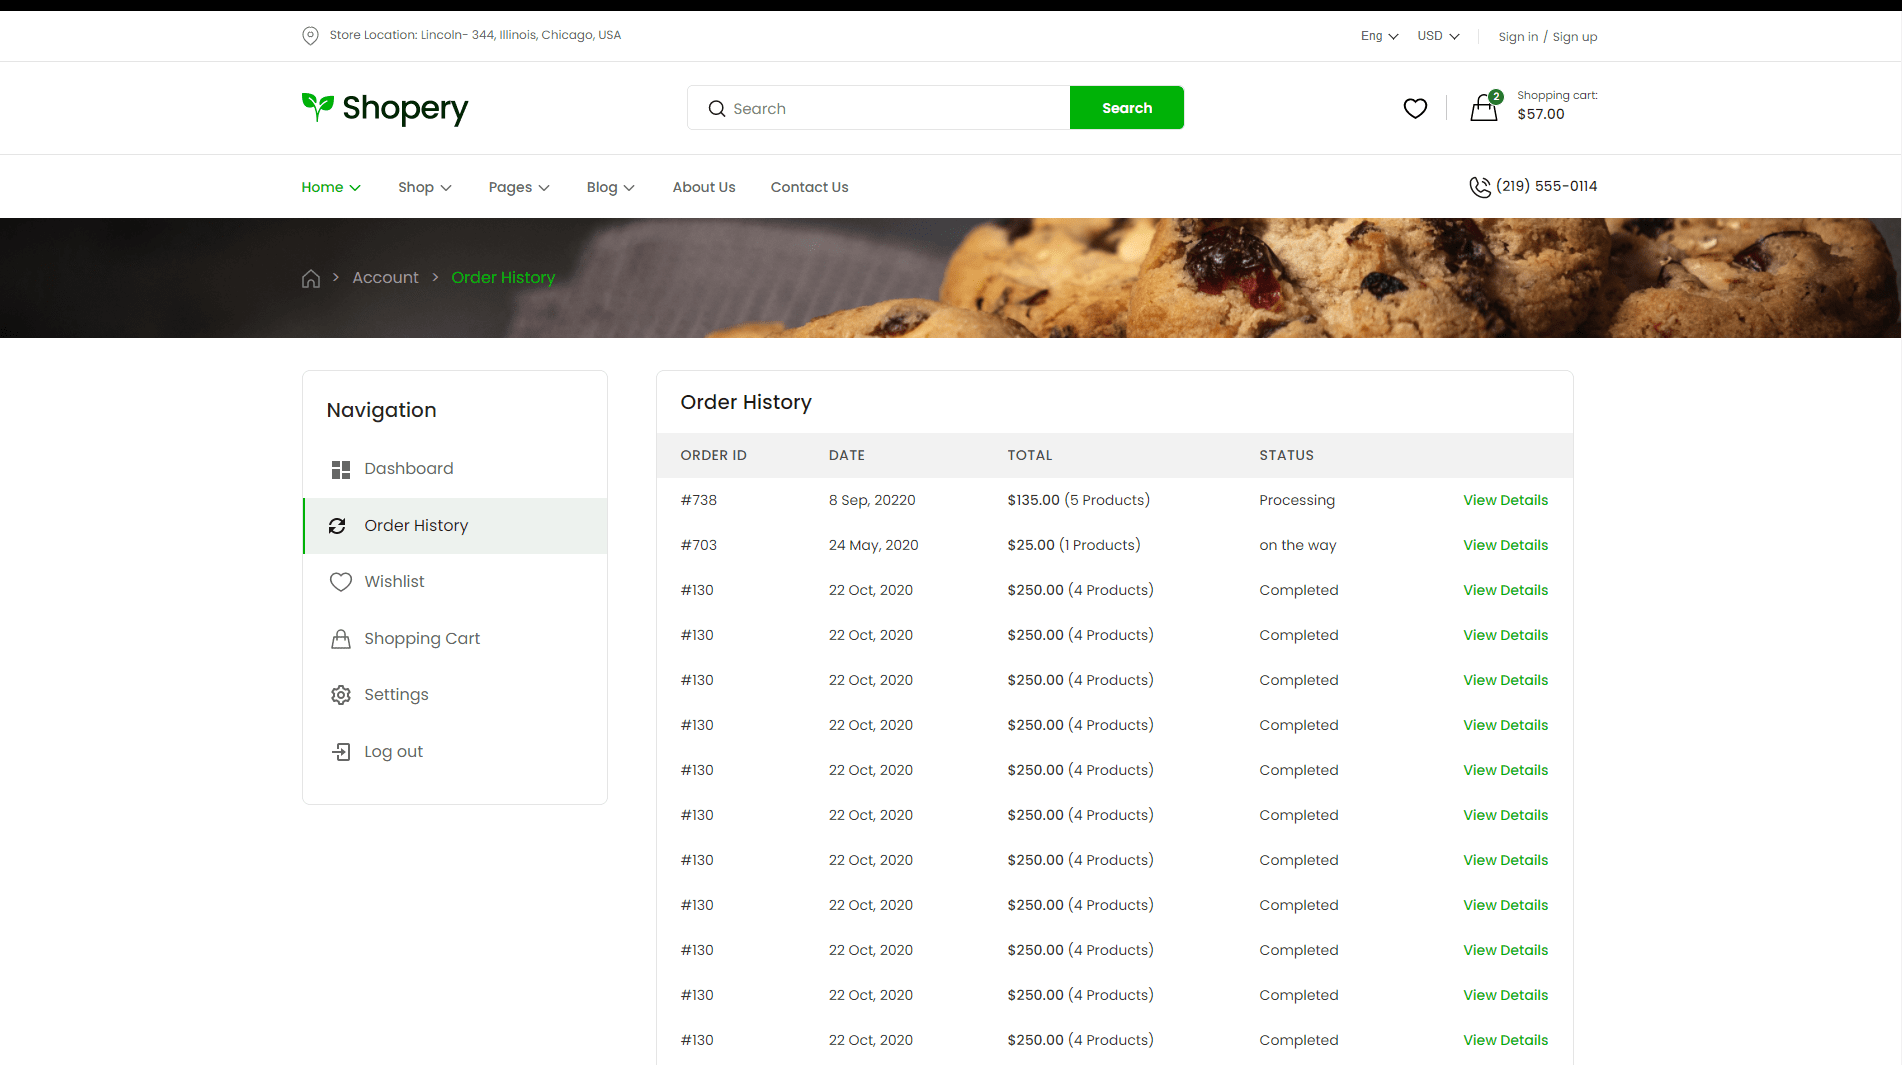 Store Location: Lincoln- 344, Illinois, Chicago, USA
Eng USD Sign in / Sign up
Shopery
Search Search
2 Shopping cart:
$57.00
Home Shop Pages Blog About Us Contact Us (219) 555-0114
> Account > Order History
Navigation
Dashboard
Order History
Wishlist
Shopping Cart
Settings
Log out
Order History
ORDER ID DATE TOTAL STATUS
#738 8 Sep, 20220 $135.00 (5 Products) Processing View Details
#703 24 May, 2020 $25.00 (1 Products) on the way View Details
#130 22 Oct, 2020 $250.00 (4 Products) Completed View Details
#130 22 Oct, 2020 $250.00 (4 Products) Completed View Details
#130 22 Oct, 2020 $250.00 (4 Products) Completed View Details
#130 22 Oct, 2020 $250.00 (4 Products) Completed View Details
#130 22 Oct, 2020 $250.00 (4 Products) Completed View Details
#130 22 Oct, 2020 $250.00 (4 Products) Completed View Details
#130 22 Oct, 2020 $250.00 (4 Products) Completed View Details
#130 22 Oct, 2020 $250.00 (4 Products) Completed View Details
#130 22 Oct, 2020 $250.00 (4 Products) Completed View Details
#130 22 Oct, 2020 $250.00 (4 Products) Completed View Details
#130 22 Oct, 2020 $250.00 (4 Products) Completed View Details